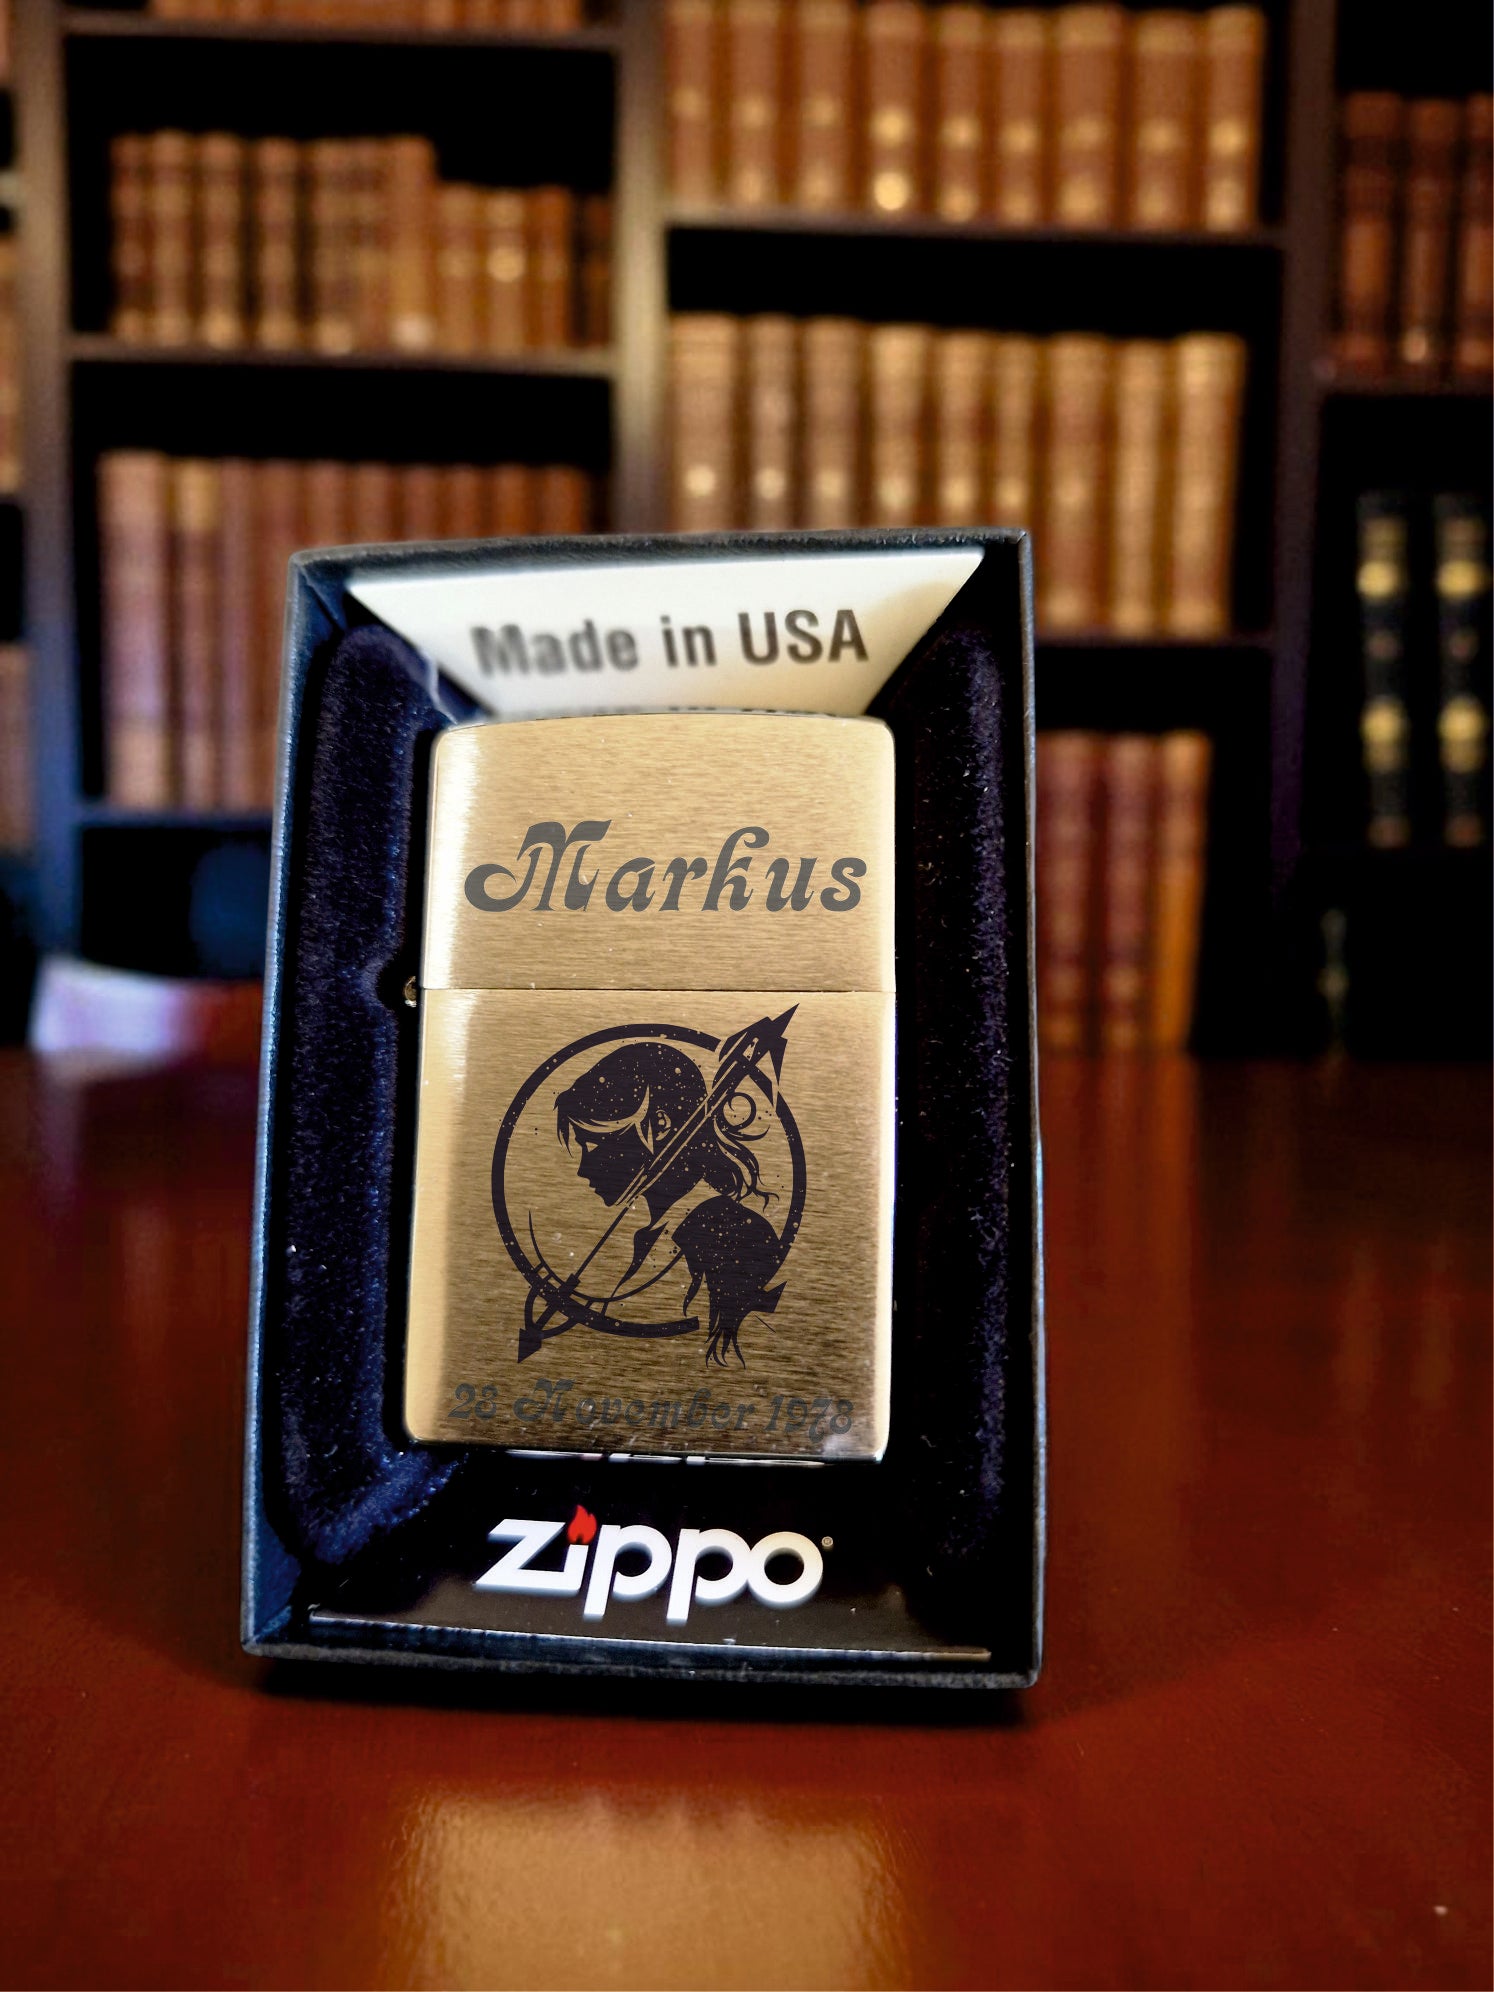 Made in USA
Markus
23 November 1978
zippo